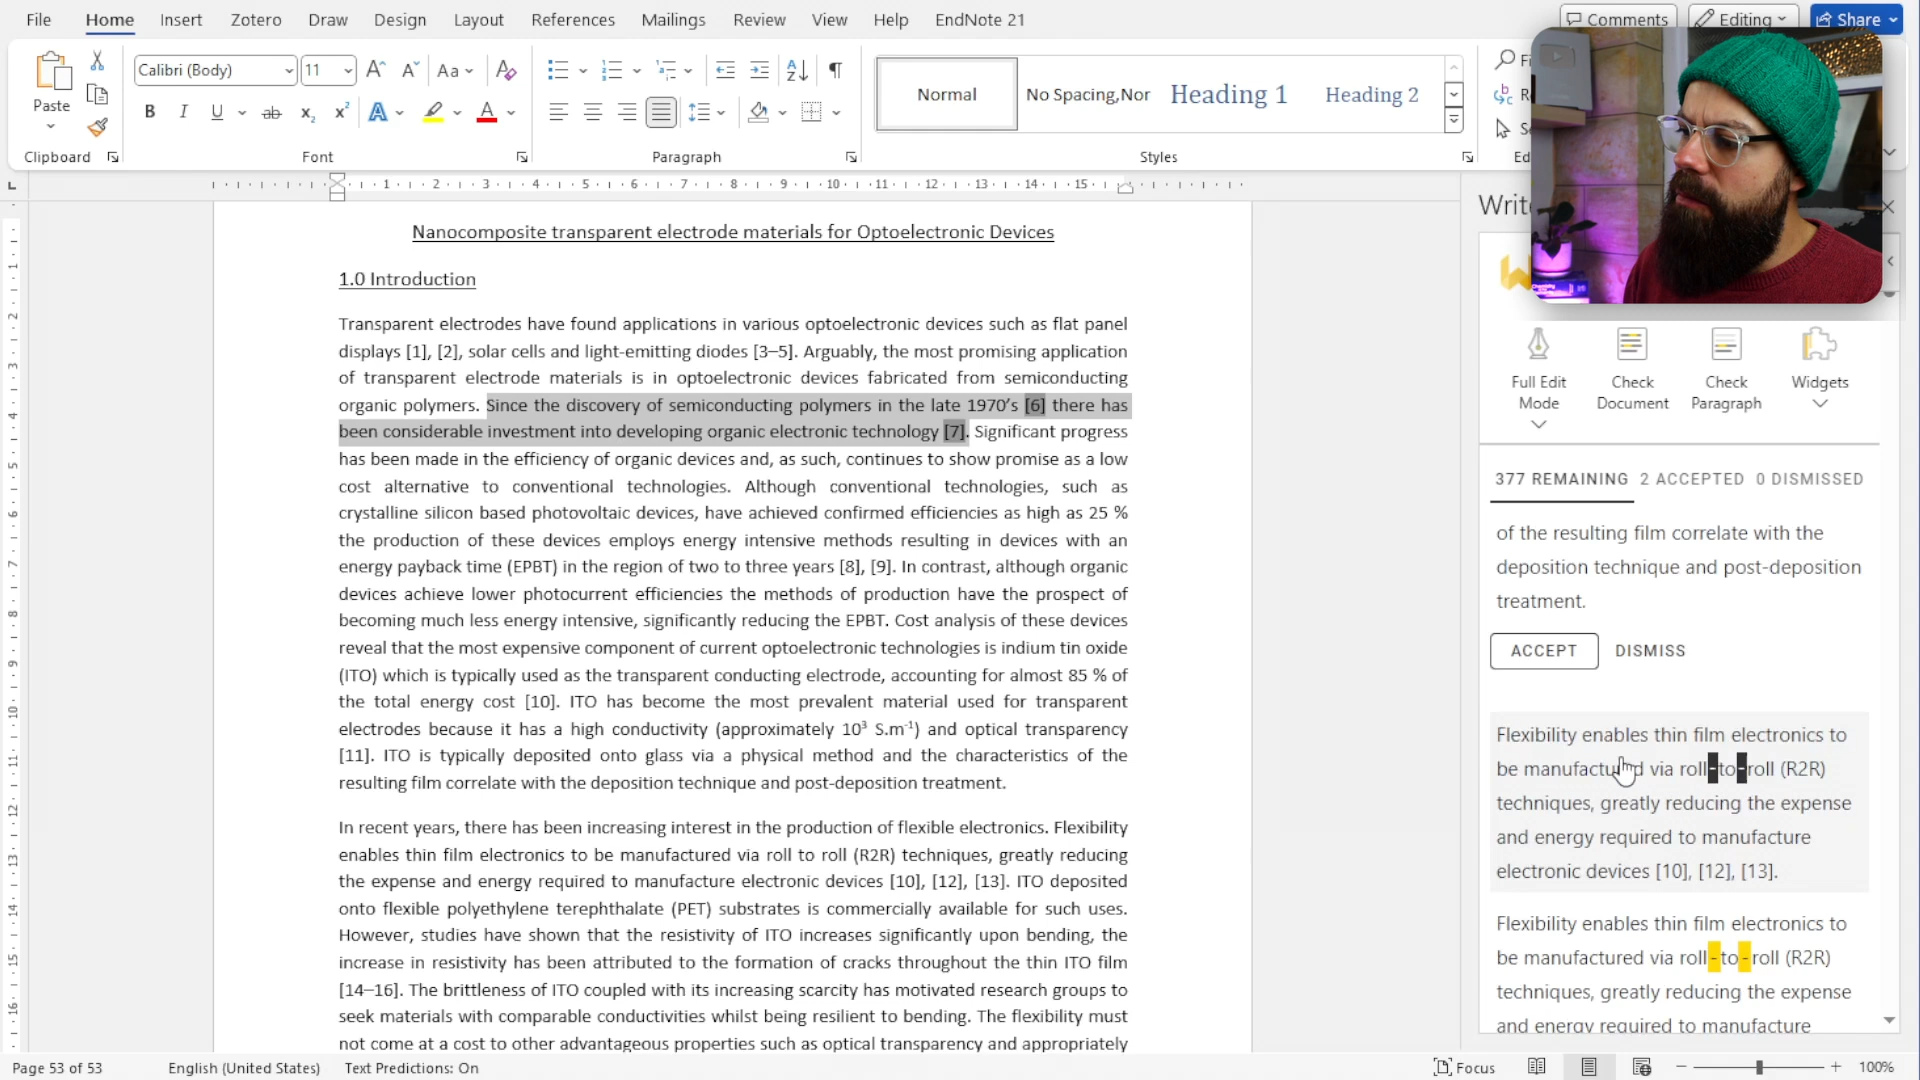 File Home Insert Zotero Draw Design Layout References Mailings Review View Help EndNote 21
Comments Editing Share
Paste
Calibri (Body) 11
Aa
B I U ab x₂ x² A A
Normal No Spacing,Nor Heading 1 Heading 2
Clipboard Font Paragraph Styles
1 2 3 4 5 6 7 8 9 10 11 12 13 14 15
Nanocomposite transparent electrode materials for Optoelectronic Devices
1.0 Introduction
Transparent electrodes have found applications in various optoelectronic devices such as flat panel
displays [1], [2], solar cells and light-emitting diodes [3–5]. Arguably, the most promising application
of transparent electrode materials is in optoelectronic devices fabricated from semiconducting
organic polymers. Since the discovery of semiconducting polymers in the late 1970’s [6] there has
been considerable investment into developing organic electronic technology [7]. Significant progress
has been made in the efficiency of organic devices and, as such, continues to show promise as a low
cost alternative to conventional technologies. Although conventional technologies, such as
crystalline silicon based photovoltaic devices, have achieved confirmed efficiencies as high as 25 %
the production of these devices employs energy intensive methods resulting in devices with an
energy payback time (EPBT) in the region of two to three years [8], [9]. In contrast, although organic
devices achieve lower photocurrent efficiencies the methods of production have the prospect of
becoming much less energy intensive, significantly reducing the EPBT. Cost analysis of these devices
reveal that the most expensive component of current optoelectronic technologies is indium tin oxide
(ITO) which is typically used as the transparent conducting electrode, accounting for almost 85 % of
the total energy cost [10]. ITO has become the most prevalent material used for transparent
electrodes because it has a high conductivity (approximately 10³ S.m⁻¹) and optical transparency
[11]. ITO is typically deposited onto glass via a physical method and the characteristics of the
resulting film correlate with the deposition technique and post-deposition treatment.
In recent years, there has been increasing interest in the production of flexible electronics. Flexibility
enables thin film electronics to be manufactured via roll to roll (R2R) techniques, greatly reducing
the expense and energy required to manufacture electronic devices [10], [12], [13]. ITO deposited
onto flexible polyethylene terephthalate (PET) substrates is commercially available for such uses.
However, studies have shown that the resistivity of ITO increases significantly upon bending, the
increase in resistivity has been attributed to the formation of cracks throughout the thin ITO film
[14–16]. The brittleness of ITO coupled with its increasing scarcity has motivated research groups to
seek materials with comparable conductivities whilst being resilient to bending. The flexibility must
not come at a cost to other advantageous properties such as optical transparency and appropriately
Full Edit Mode
Check Document
Check Paragraph
Widgets
377 REMAINING 2 ACCEPTED 0 DISMISSED
of the resulting film correlate with the
deposition technique and post-deposition
treatment.
ACCEPT DISMISS
Flexibility enables thin film electronics to
be manufactured via roll-to-roll (R2R)
techniques, greatly reducing the expense
and energy required to manufacture
electronic devices [10], [12], [13].
Flexibility enables thin film electronics to
be manufactured via roll-to-roll (R2R)
techniques, greatly reducing the expense
and energy required to manufacture
Page 53 of 53 English (United States) Text Predictions: On
Focus 100%